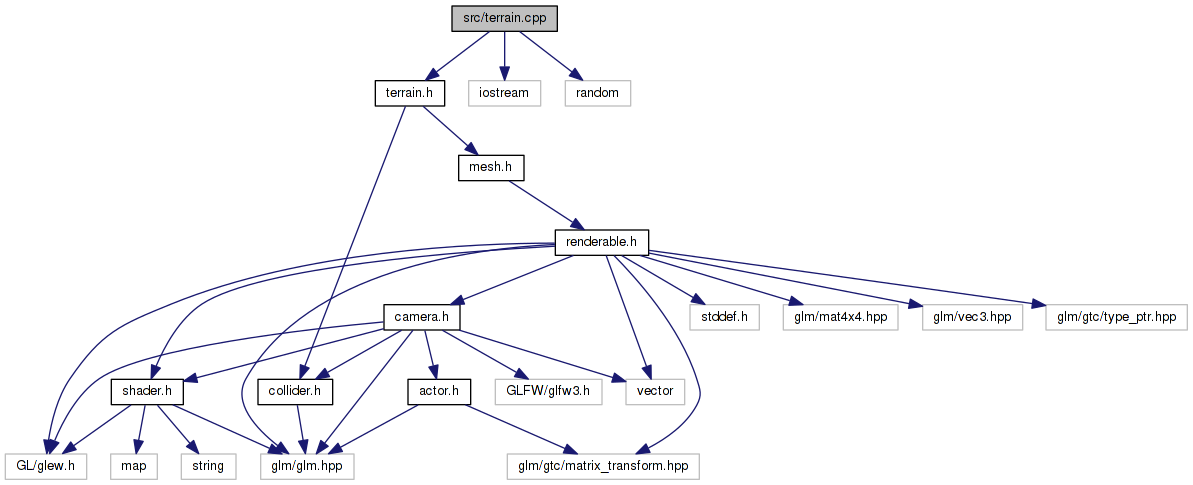 src/terrain.cpp
terrain.h
iostream
random
mesh.h
renderable.h
camera.h
stddef.h
glm/mat4x4.hpp
glm/vec3.hpp
glm/gtc/type_ptr.hpp
shader.h
collider.h
actor.h
GLFW/glfw3.h
vector
GL/glew.h
map
string
glm/glm.hpp
glm/gtc/matrix_transform.hpp